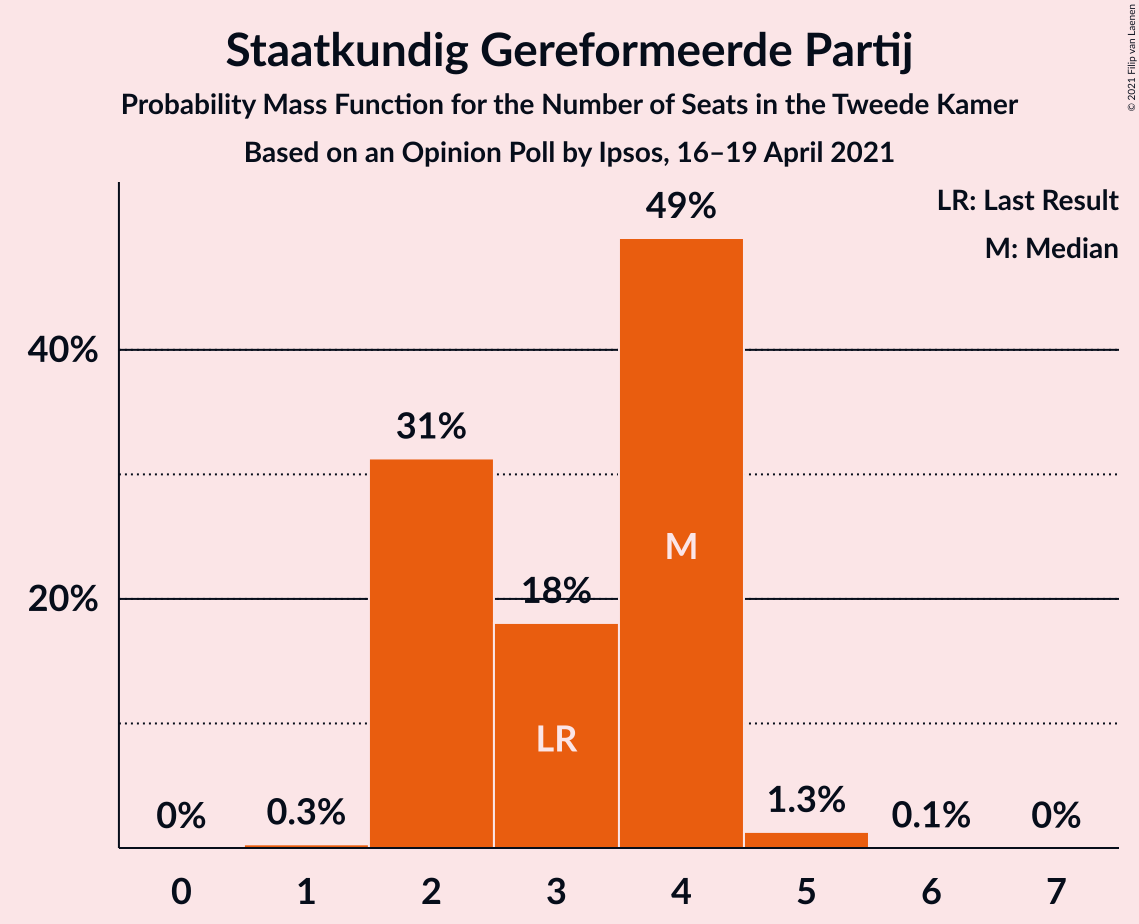 Staatkundig Gereformeerde Partij
Probability Mass Function for the Number of Seats in the Tweede Kamer
Based on an Opinion Poll by Ipsos, 16–19 April 2021
© 2021 Filip van Laenen
LR: Last Result
M: Median
49%
40%
31%
M
18%
20%
LR
0%
0.3%
1.3%
0.1%
0%
0 1 2 3 4 5 6 7